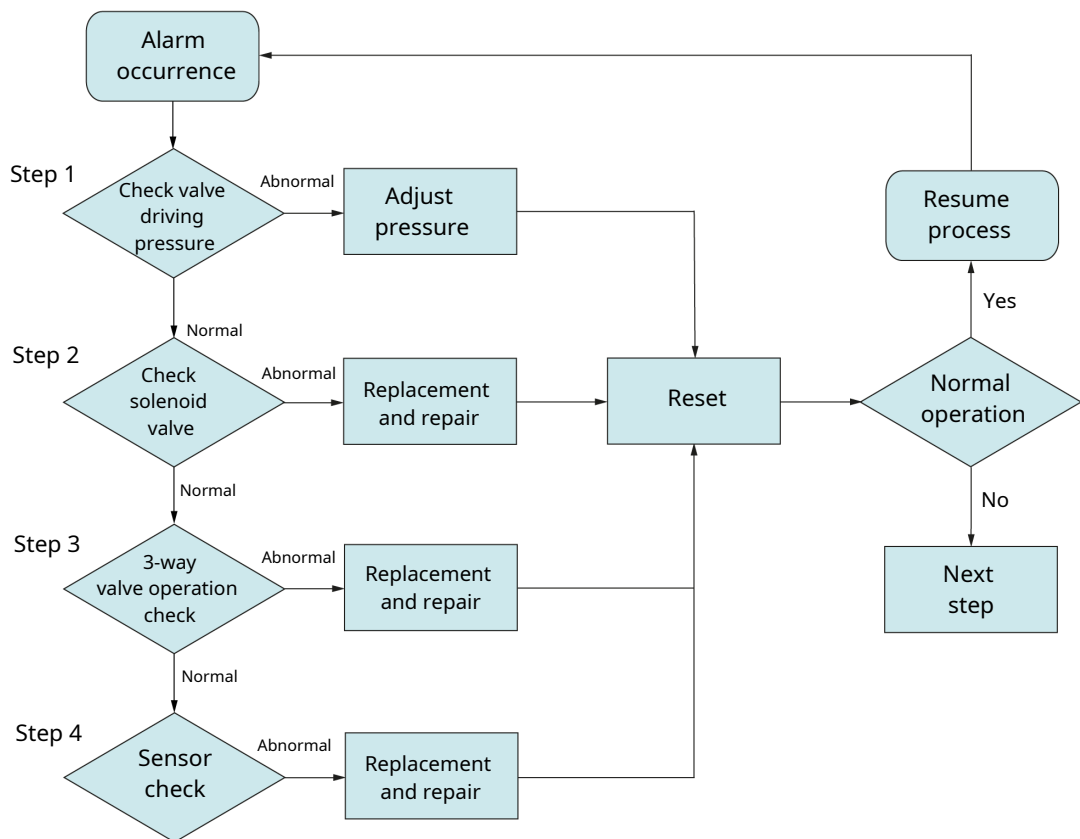 Alarm
occurrence
Step 1
Check valve
driving
pressure
Abnormal
Adjust
pressure
Resume
process
Yes
Normal
Step 2
Check
solenoid
valve
Abnormal
Replacement
and repair
Reset
Normal
operation
Normal
No
Step 3
3-way
valve operation
check
Abnormal
Replacement
and repair
Next
step
Normal
Step 4
Sensor
check
Abnormal
Replacement
and repair